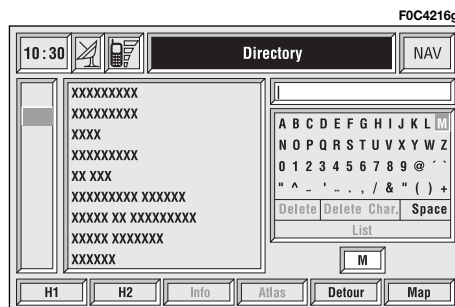 F0C4216g
10:30 Directory NAV
XXXXXXXXX
XXXXXXXXX
XXXX
XXXXXXXXX
XX XXX
XXXXXXXXX XXXXXX
XXXXX XX XXXXXXXXX
XXXXX XXXXXXX
XXXXXX
A B C D E F G H I J K L M
N O P Q R S T U V X Y W Z
0 1 2 3 4 5 6 7 8 9 @ ´ `
" ^ ~ ' .. . , / & " ( ) +
Delete Delete Char. Space
List
M
H1 H2 Info Atlas Detour Map